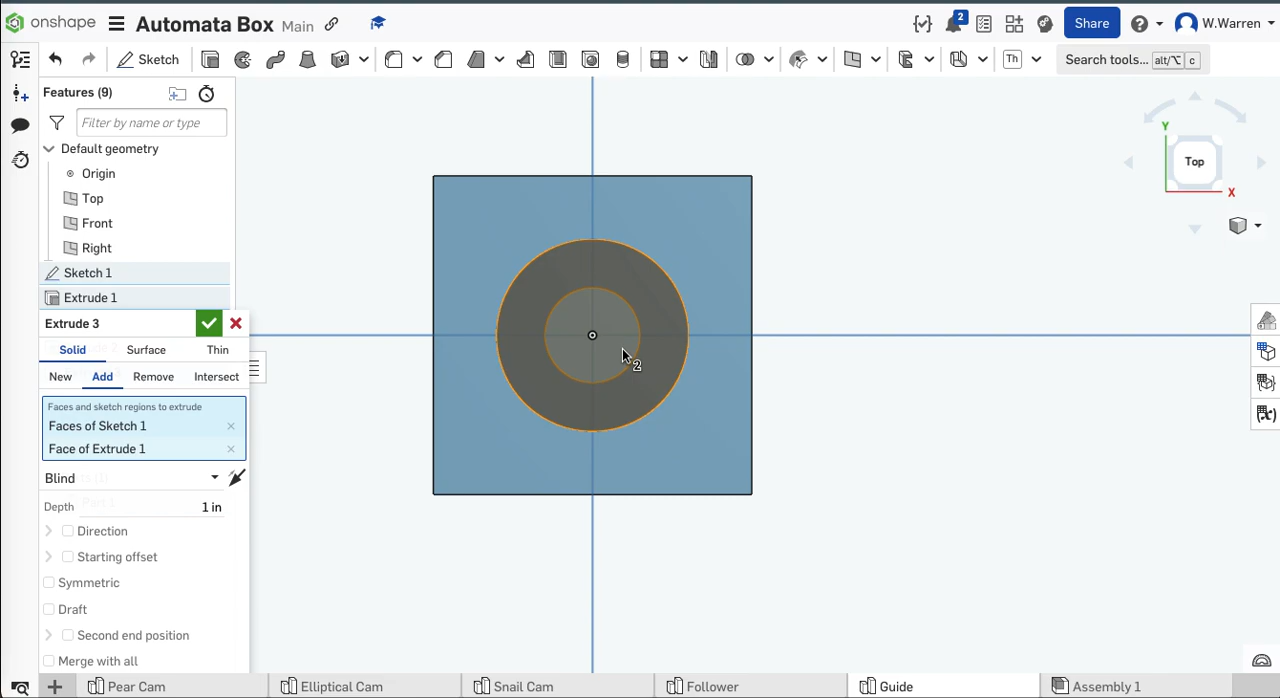 onshape Automata Box Main 2 Share W.Warren
Sketch Th Search tools... alt/⌥ c
Features (9)
Filter by name or type
Default geometry
Origin
Top
Front
Right
Sketch 1
Extrude 1
Extrude 3
Solid Surface Thin
New Add Remove Intersect
Faces and sketch regions to extrude
Faces of Sketch 1
Face of Extrude 1
Blind
Depth 1 in
Direction
Starting offset
Symmetric
Draft
Second end position
Merge with all
2
Y
Top
X
Pear Cam Elliptical Cam Snail Cam Follower Guide Assembly 1